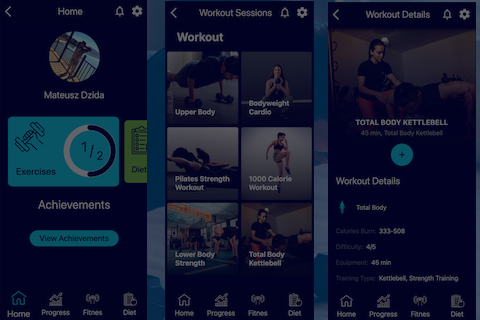 Home
Mateusz Dzida
1/2
Exercises
Diet
Achievements
View Achievements
Home
Progress
Fitnes
Diet
Workout Sessions
Workout
Upper Body
Bodyweight
Cardio
Pilates Strength
Workout
1000 Calorie
Workout
Lower Body
Strength
Total Body
Kettlebell
Home
Progress
Fitnes
Diet
Workout Details
TOTAL BODY KETTLEBELL
45 min, Total Body Kettlebell
+
Workout Details
Total Body
Calories Burn: 333-508
Difficulty: 4/5
Equipment: 45 min
Training Type: Kettlebell, Strength Training
Home
Progress
Fitnes
Diet